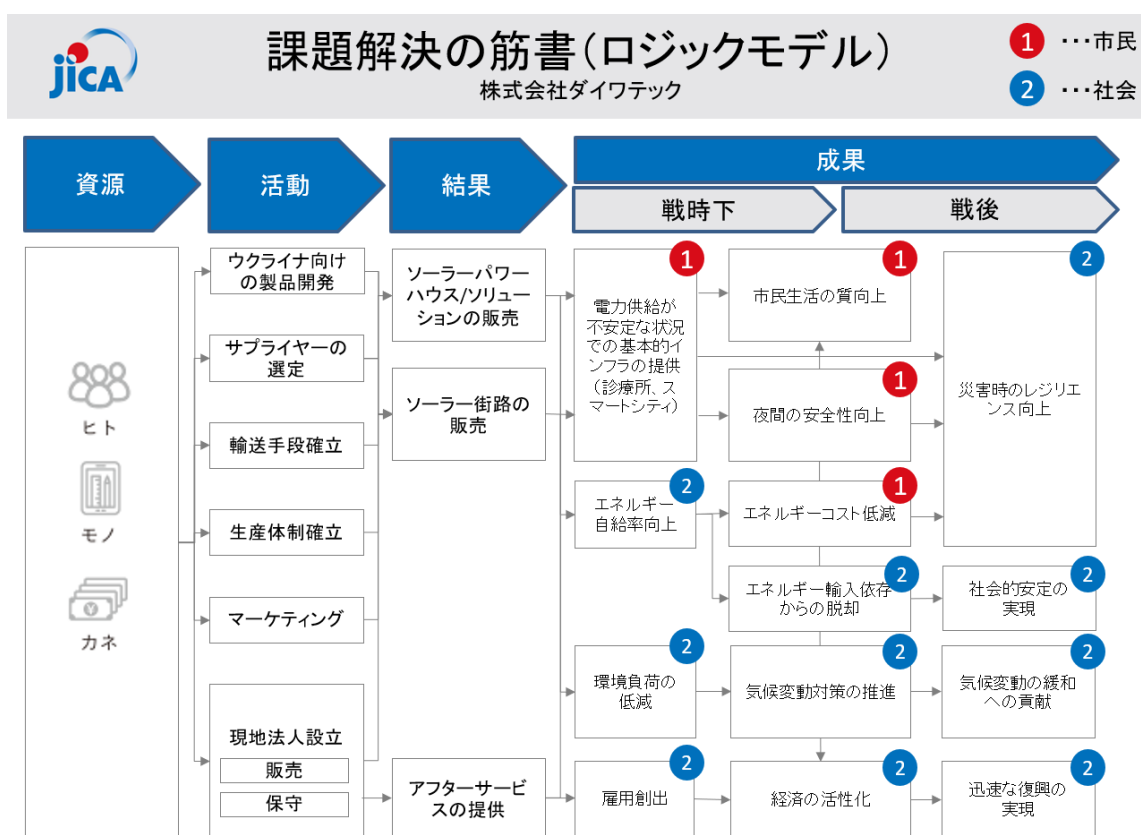 JICA
課題解決の筋書(ロジックモデル)
株式会社ダイワテック
1 ･･･市民
2 ･･･社会
資源
活動
結果
成果
戦時下
戦後
ヒト
モノ
カネ
ウクライナ向け
の製品開発
サプライヤーの
選定
輸送手段確立
生産体制確立
マーケティング
現地法人設立
販売
保守
ソーラーパワー
ハウス/ソリュー
ションの販売
ソーラー街路の
販売
アフターサービ
スの提供
1
電力供給が
不安定な状況
での基本的イ
ンフラの提供
(診療所、ス
マートシティ)
2
エネルギー
自給率向上
2
環境負荷の
低減
2
雇用創出
1
市民生活の質向上
1
夜間の安全性向上
1
エネルギーコスト低減
2
エネルギー輸入依存
からの脱却
2
気候変動対策の推進
2
経済の活性化
2
災害時のレジリエ
ンス向上
2
社会的安定の
実現
2
気候変動の緩和
への貢献
2
迅速な復興の
実現